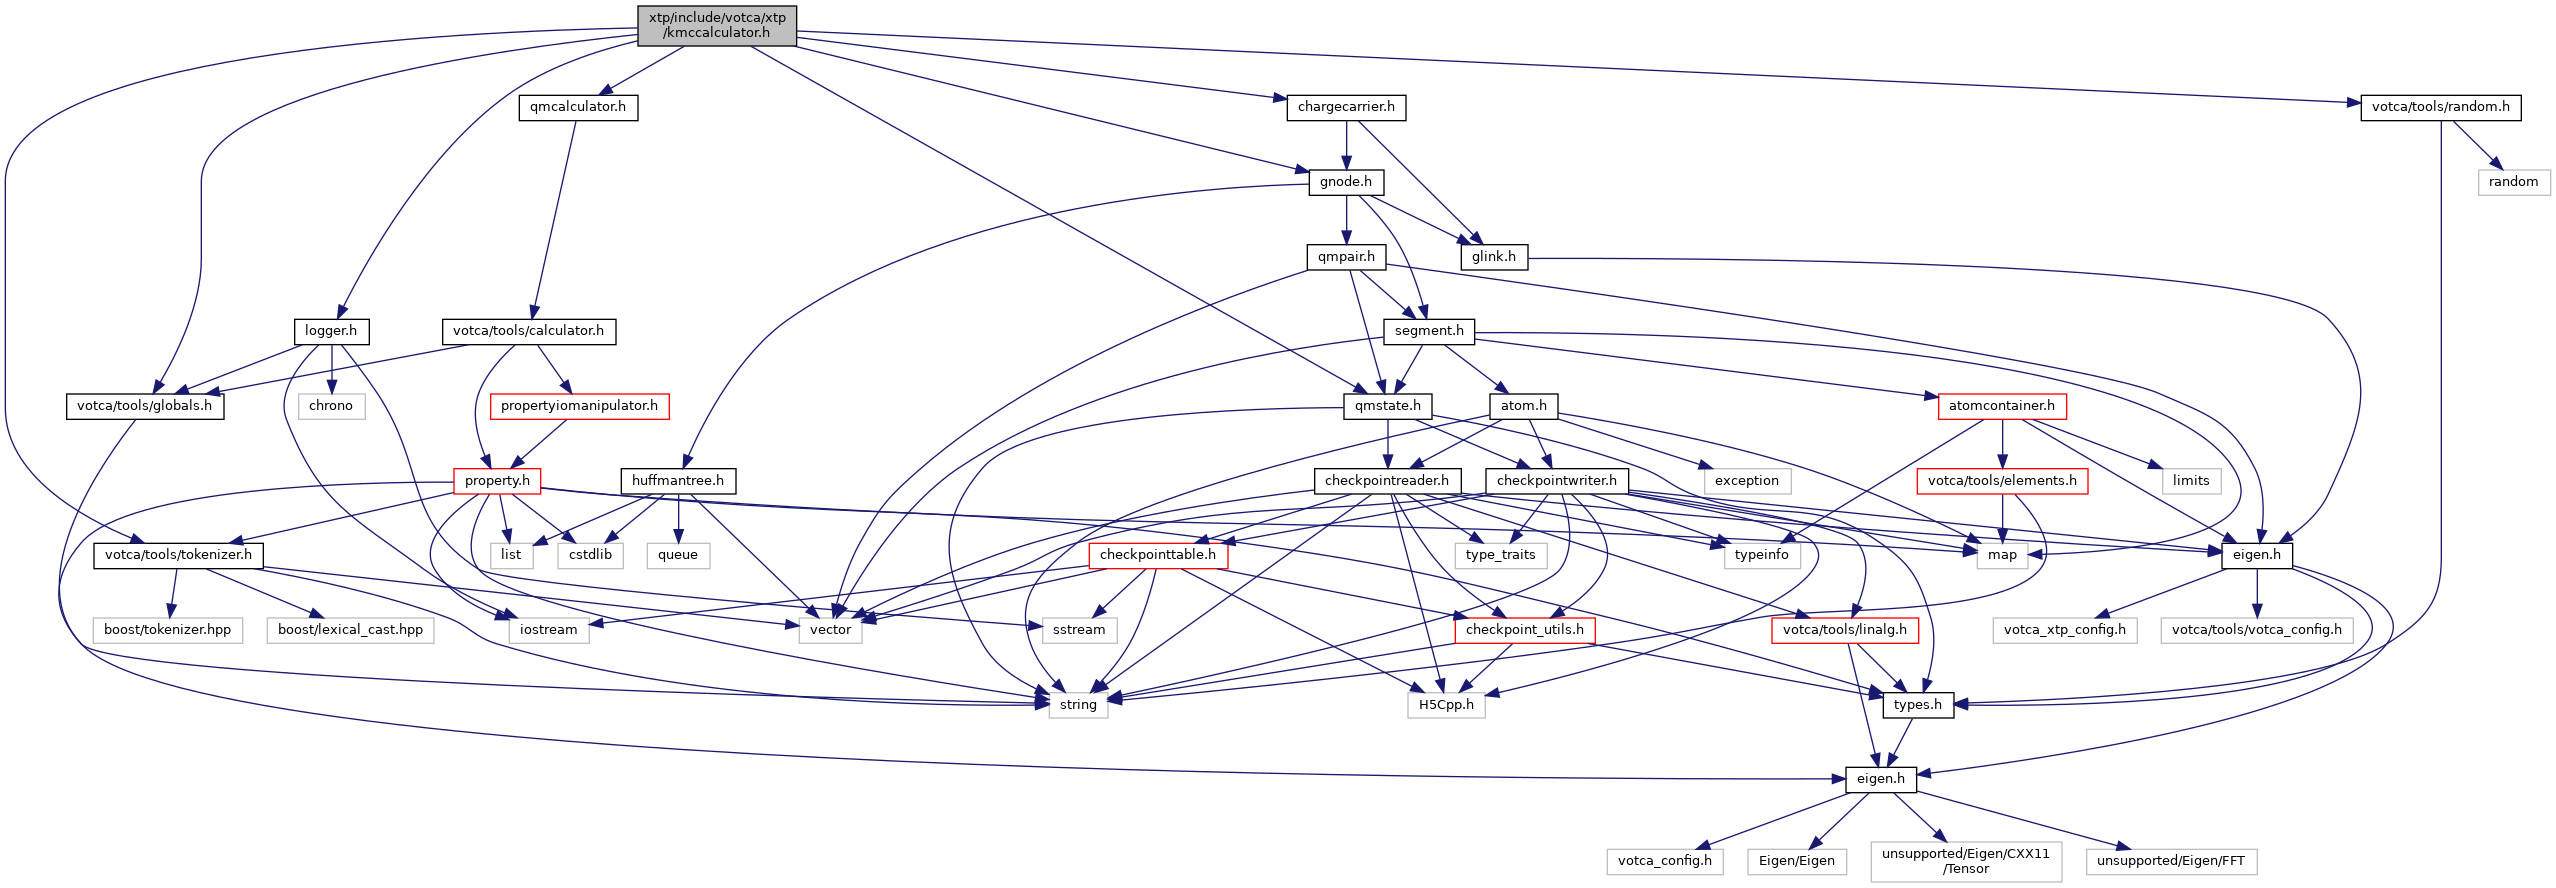 xtp/include/votca/xtp
/kmccalculator.h
qmcalculator.h
chargecarrier.h
votca/tools/random.h
gnode.h
random
qmpair.h
glink.h
logger.h
votca/tools/calculator.h
segment.h
votca/tools/globals.h
chrono
propertyiomanipulator.h
qmstate.h
atom.h
atomcontainer.h
property.h
huffmantree.h
checkpointreader.h
checkpointwriter.h
exception
votca/tools/elements.h
limits
votca/tools/tokenizer.h
list
cstdlib
queue
checkpointtable.h
type_traits
typeinfo
map
eigen.h
boost/tokenizer.hpp
boost/lexical_cast.hpp
iostream
vector
sstream
checkpoint_utils.h
votca/tools/linalg.h
votca_xtp_config.h
votca/tools/votca_config.h
string
H5Cpp.h
types.h
eigen.h
votca_config.h
Eigen/Eigen
unsupported/Eigen/CXX11
/Tensor
unsupported/Eigen/FFT